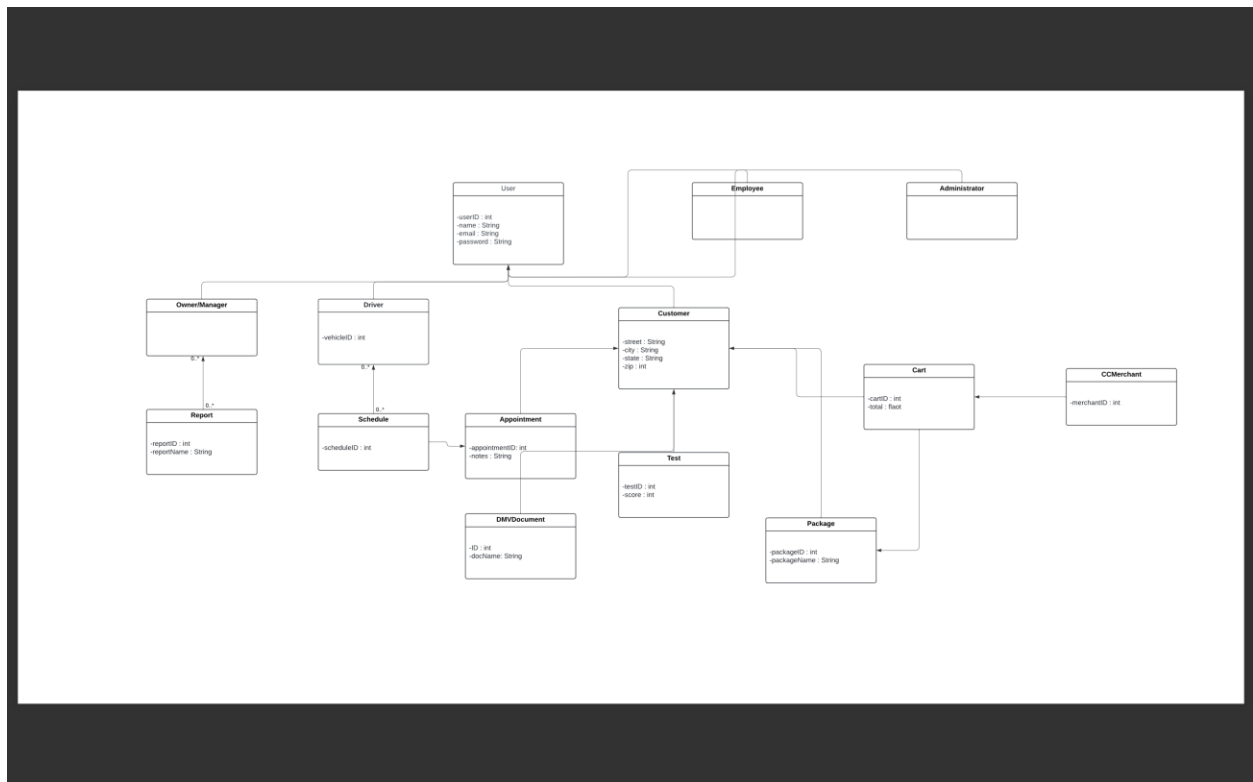 User
-userID : int
-name : String
-email : String
-password : String
Employee
Administrator
Owner/Manager
0..*
Driver
-vehicleID : int
0..*
Customer
-street : String
-city : String
-state : String
-zip : int
Cart
-cartID : int
-total : flaot
CCMerchant
-merchantID : int
0..*
Report
-reportID : int
-reportName : String
0..*
Schedule
-scheduleID : int
Appointment
-appointmentID: int
-notes : String
Test
-testID : int
-score : int
DMVDocument
-ID : int
-docName: String
Package
-packageID : int
-packageName : String